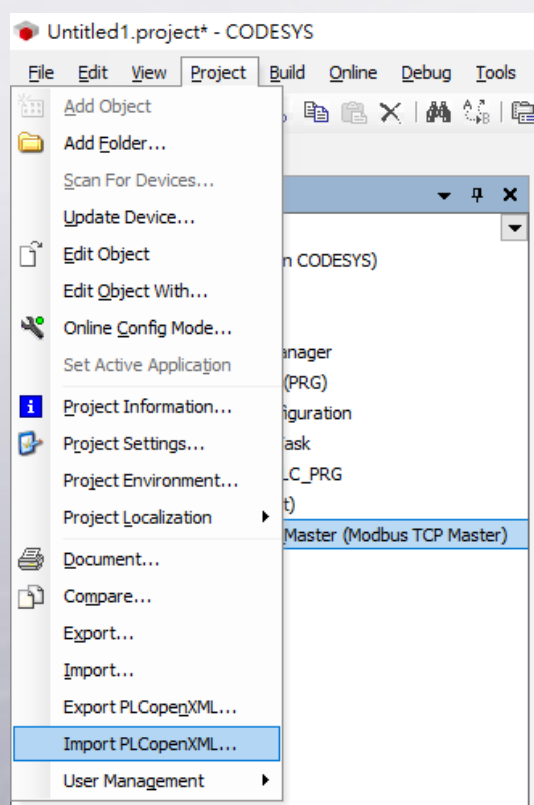 Untitled1.project* - CODESYS
File Edit View Project Build Online Debug Tools
Add Object
Add Folder...
Scan For Devices...
Update Device...
Edit Object
n CODESYS)
Edit Object With...
Online Config Mode...
anager
Set Active Application
(PRG)
Project Information...
iguration
Project Settings...
ask
Project Environment...
LC_PRG
Project Localization
t)
Master (Modbus TCP Master)
Document...
Compare...
Export...
Import...
Export PLCopenXML...
Import PLCopenXML...
User Management